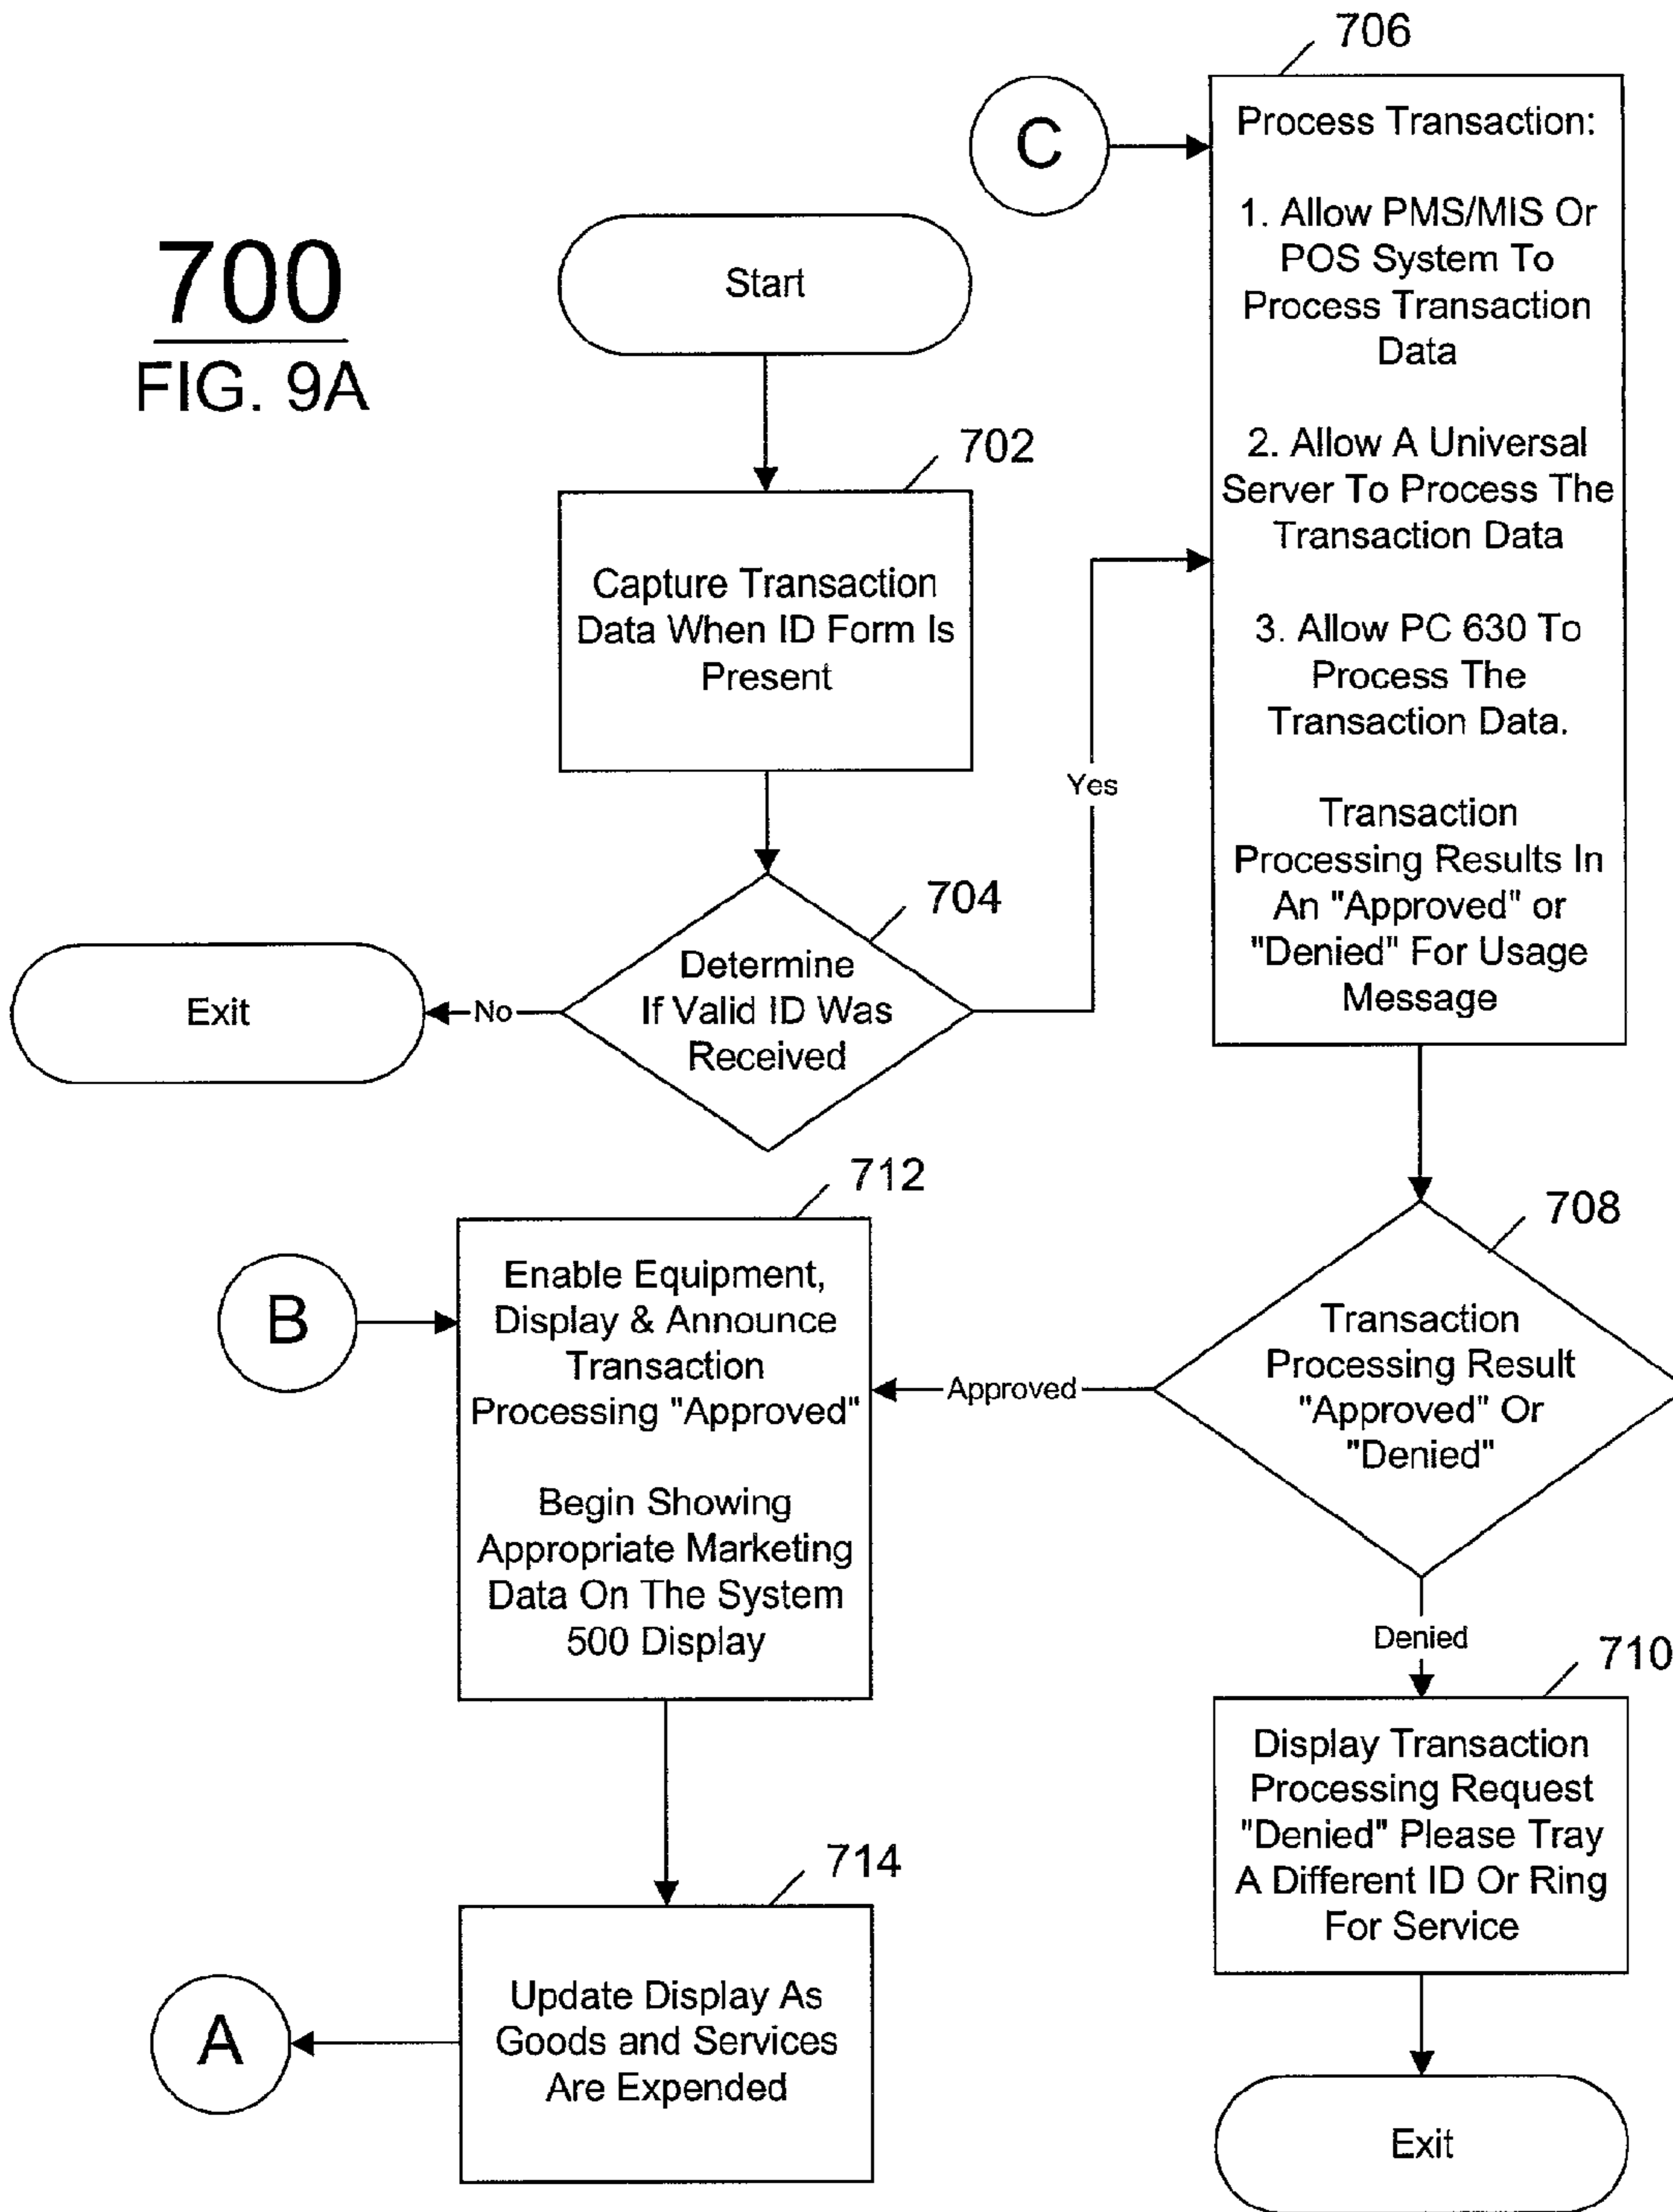 700
FIG. 9A
Start
702
Capture Transaction
Data When ID Form Is
Present
704
Determine
If Valid ID Was
Received
No
Exit
Yes
C
706
Process Transaction:
1. Allow PMS/MIS Or
POS System To
Process Transaction
Data
2. Allow A Universal
Server To Process The
Transaction Data
3. Allow PC 630 To
Process The
Transaction Data.
Transaction
Processing Results In
An "Approved" or
"Denied" For Usage
Message
708
Transaction
Processing Result
"Approved" Or
"Denied"
Approved
Denied
710
Display Transaction
Processing Request
"Denied" Please Tray
A Different ID Or Ring
For Service
Exit
B
712
Enable Equipment,
Display & Announce
Transaction
Processing "Approved"
Begin Showing
Appropriate Marketing
Data On The System
500 Display
714
Update Display As
Goods and Services
Are Expended
A